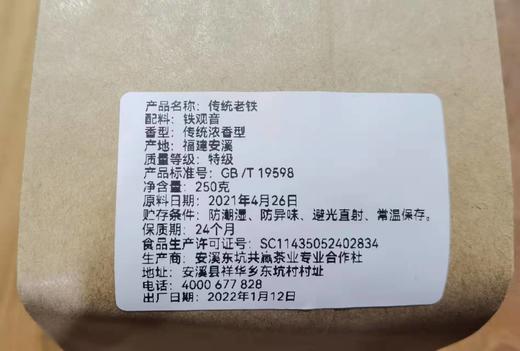 产品名称：传统老铁
配料：铁观音
香型：传统浓香型
产地：福建安溪
质量等级：特级
产品标准号：GB/T 19598
净含量：250克
原料日期：2021年4月26日
贮存条件：防潮湿、防异味、避光直射、常温保存。
保质期：24个月
食品生产许可证号：SC11435052402834
生产商：安溪东坑共赢茶业专业合作社
地址：安溪县祥华乡东坑村村址
电话：4000 677 828
出厂日期：2022年1月12日